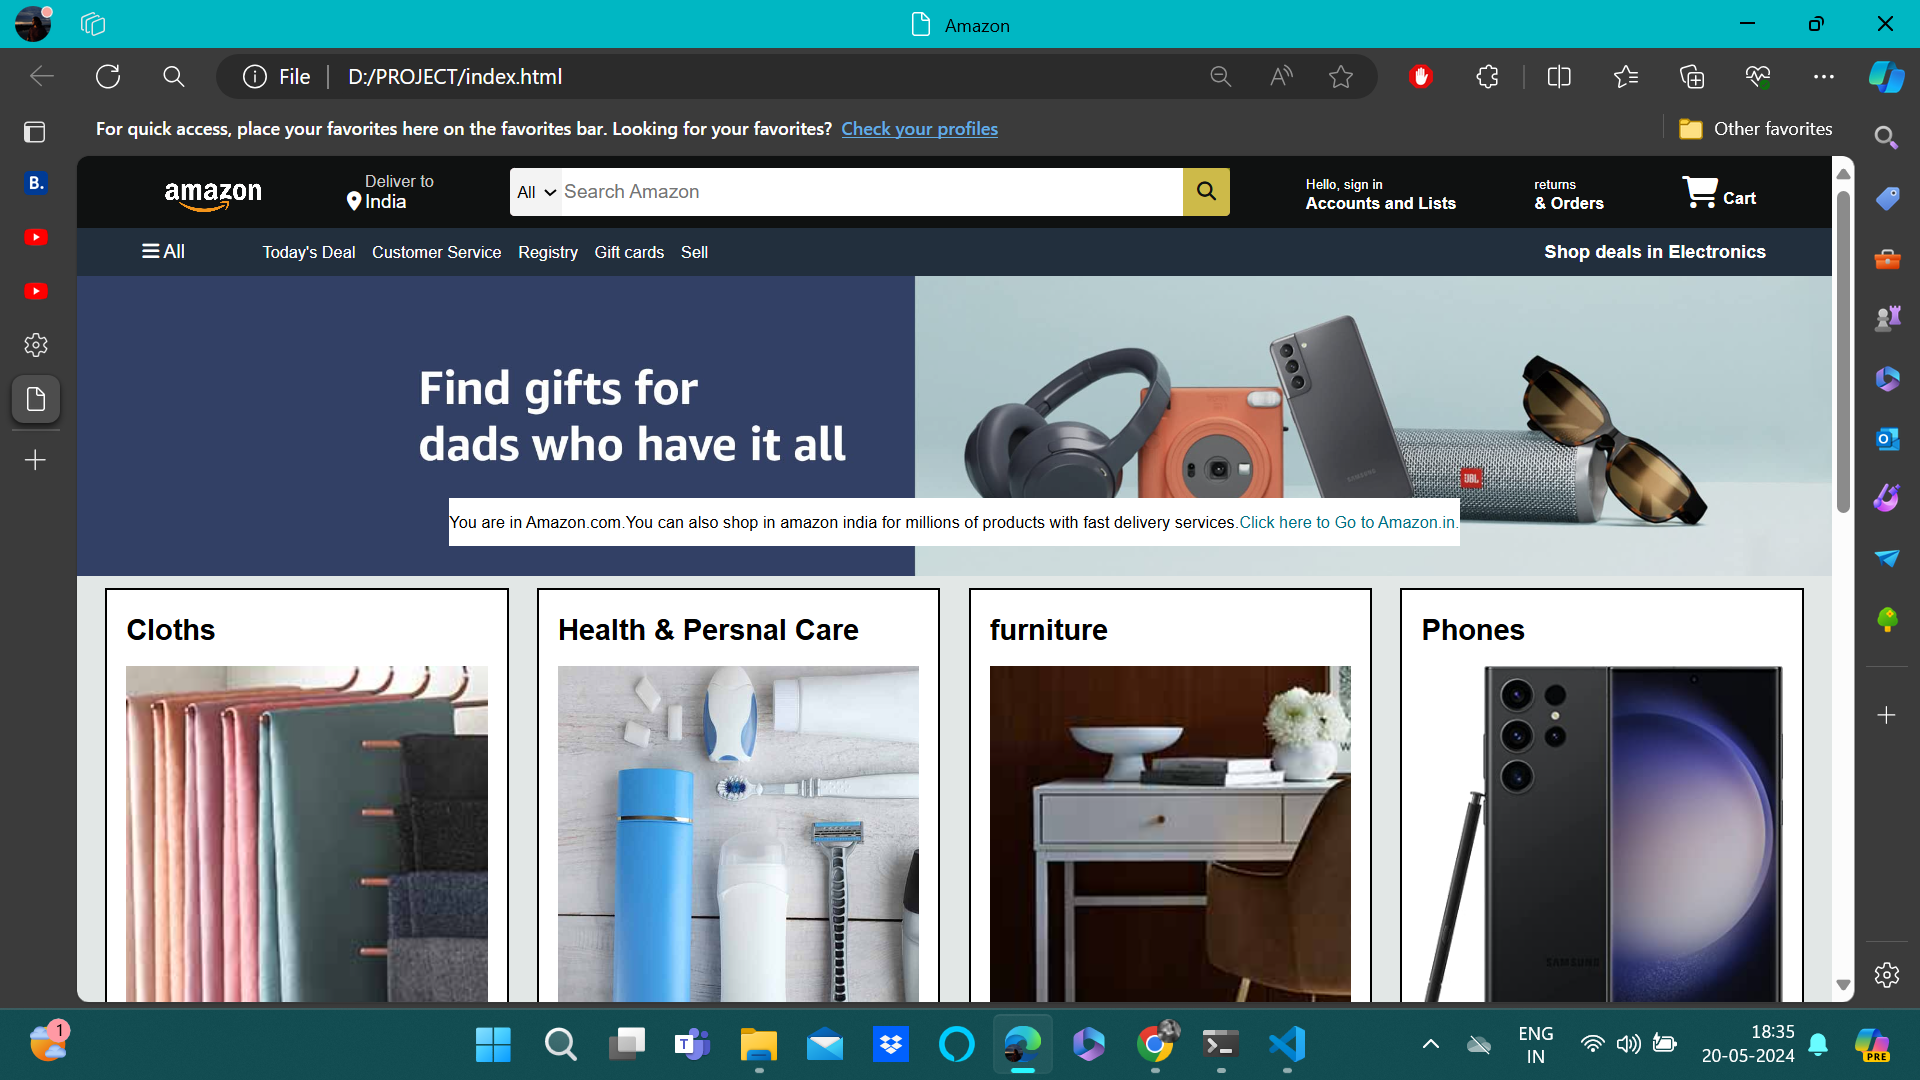 Amazon
File
D:/PROJECT/index.html
For quick access, place your favorites here on the favorites bar. Looking for your favorites? Check your profiles
Other favorites
B.
amazon
Deliver to
India
All
Search Amazon
Hello, sign in
Accounts and Lists
returns
& Orders
Cart
All
Today's Deal
Customer Service
Registry
Gift cards
Sell
Shop deals in Electronics
Find gifts for
dads who have it all
JBL
SAMSUNG
You are in Amazon.com.You can also shop in amazon india for millions of products with fast delivery services.Click here to Go to Amazon.in.
Cloths
Health & Persnal Care
furniture
Phones
SAMSUNG
1
T
ENG
IN
18:35
20-05-2024
PRE